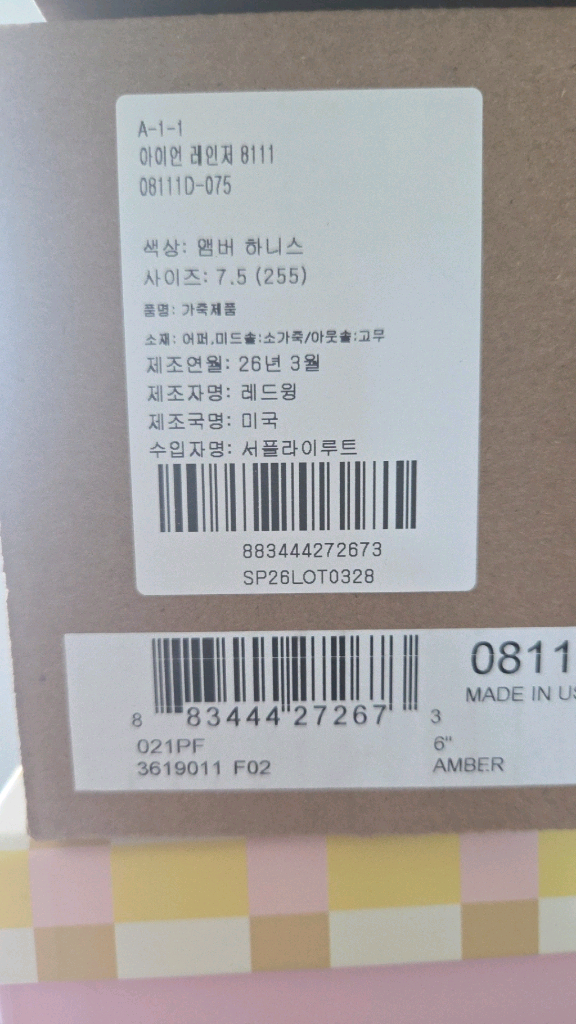 A-1-1
아이언 레인저 8111
08111D-075
색상: 앰버 하니스
사이즈: 7.5 (255)
품명: 가죽제품
소재: 어퍼,미드솔:소가죽/아웃솔:고무
제조연월: 26년 3월
제조자명: 레드윙
제조국명: 미국
수입자명: 서플라이루트
883444272673
SP26LOT0328
0811
MADE IN US
8 83444 27267 3
021PF
6"
3619011 F02
AMBER